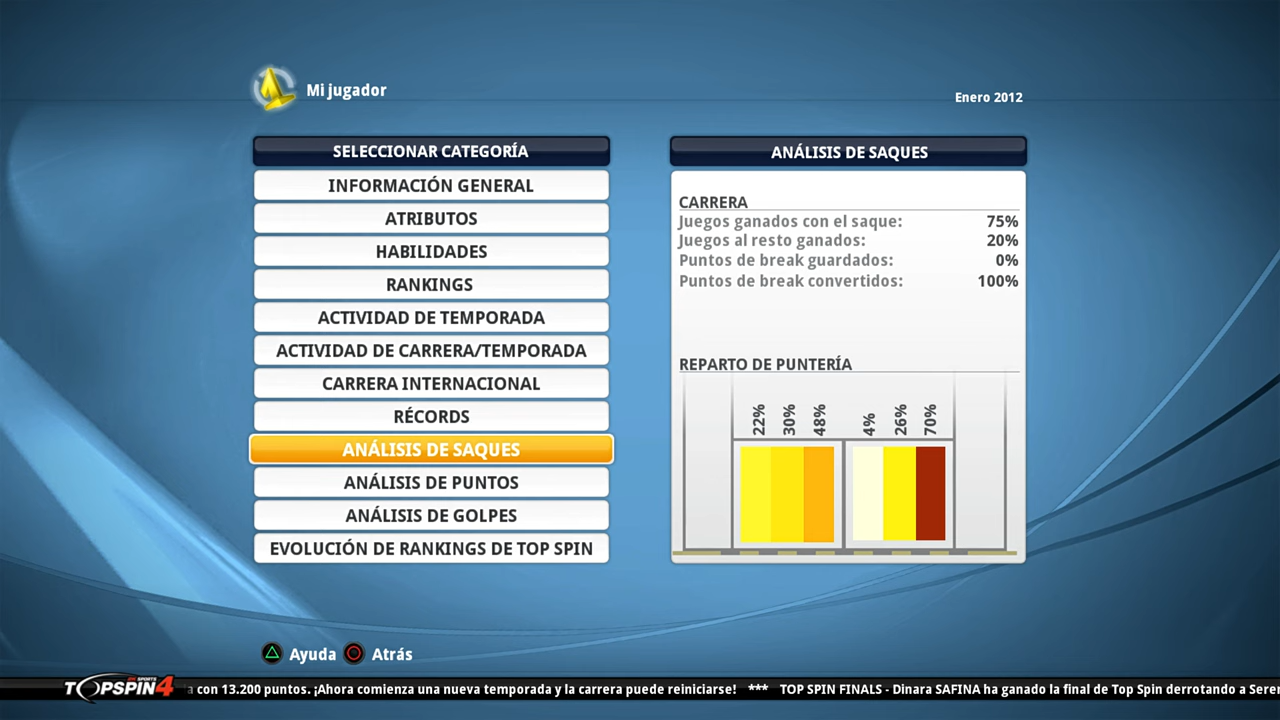 Mi jugador
Enero 2012
SELECCIONAR CATEGORÍA
INFORMACIÓN GENERAL
ATRIBUTOS
HABILIDADES
RANKINGS
ACTIVIDAD DE TEMPORADA
ACTIVIDAD DE CARRERA/TEMPORADA
CARRERA INTERNACIONAL
RÉCORDS
ANÁLISIS DE SAQUES
ANÁLISIS DE PUNTOS
ANÁLISIS DE GOLPES
EVOLUCIÓN DE RANKINGS DE TOP SPIN
ANÁLISIS DE SAQUES
CARRERA
Juegos ganados con el saque: 75%
Juegos al resto ganados: 20%
Puntos de break guardados: 0%
Puntos de break convertidos: 100%
REPARTO DE PUNTERÍA
22% 30% 48% 4% 26% 70%
Ayuda Atrás
2K SPORTS
TOPSPIN 4
a con 13.200 puntos. ¡Ahora comienza una nueva temporada y la carrera puede reiniciarse! *** TOP SPIN FINALS - Dinara SAFINA ha ganado la final de Top Spin derrotando a Seren